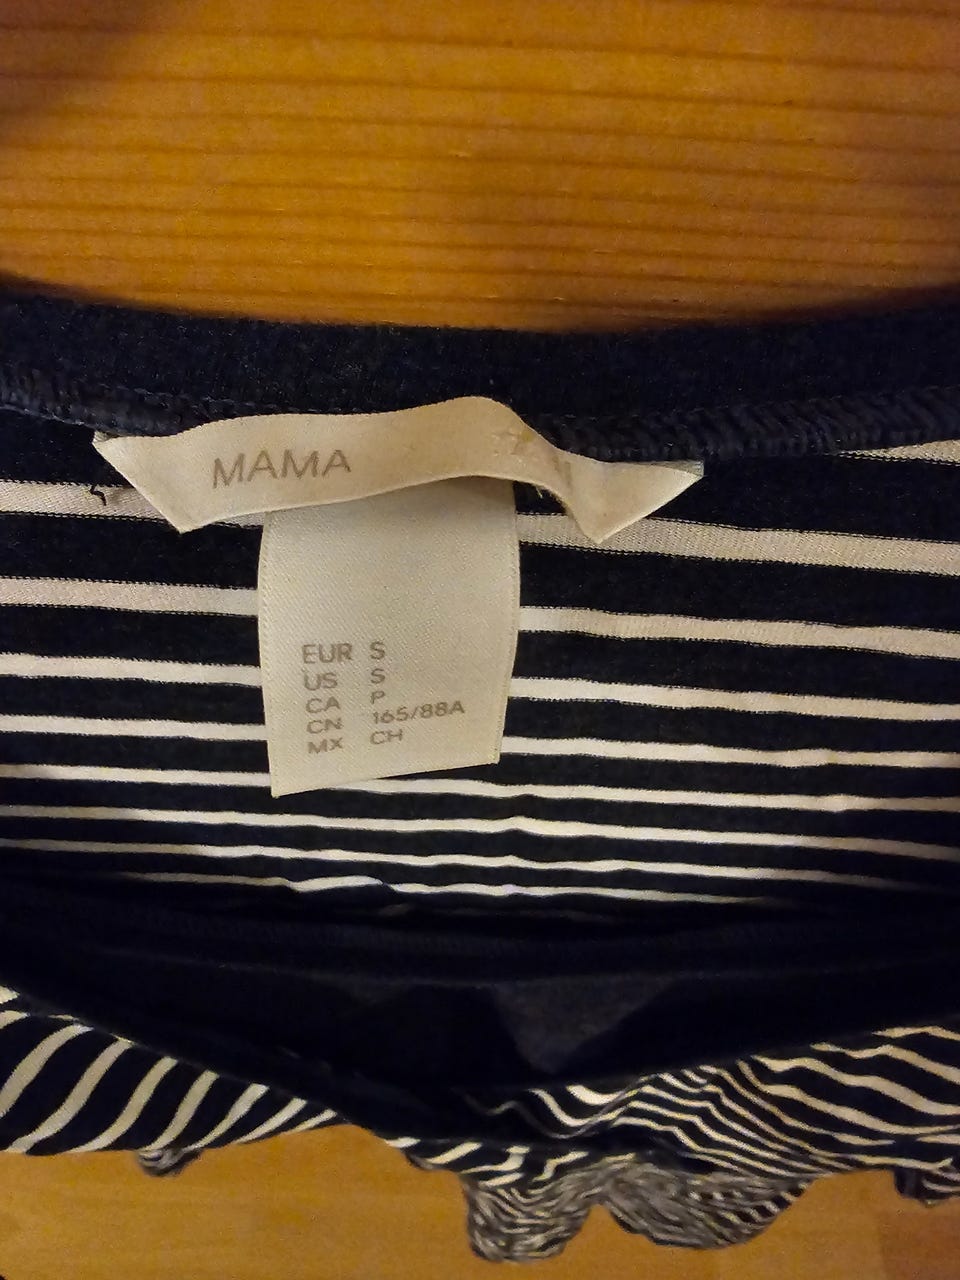 MAMA
EUR S
US S
CA P
CN 165/88A
MX CH